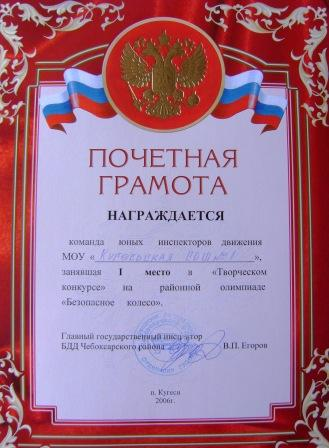 ПОЧЕТНАЯ
ГРАМОТА
НАГРАЖДАЕТСЯ
команда юных инспекторов движения
МОУ «Кугесьская СОШ №1»,
занявшая I место в «Творческом
конкурсе» на районной олимпиаде
«Безопасное колесо».
Главный государственный инспектор
БДД Чебоксарского района В.П. Егоров
п. Кугеси
2006г.